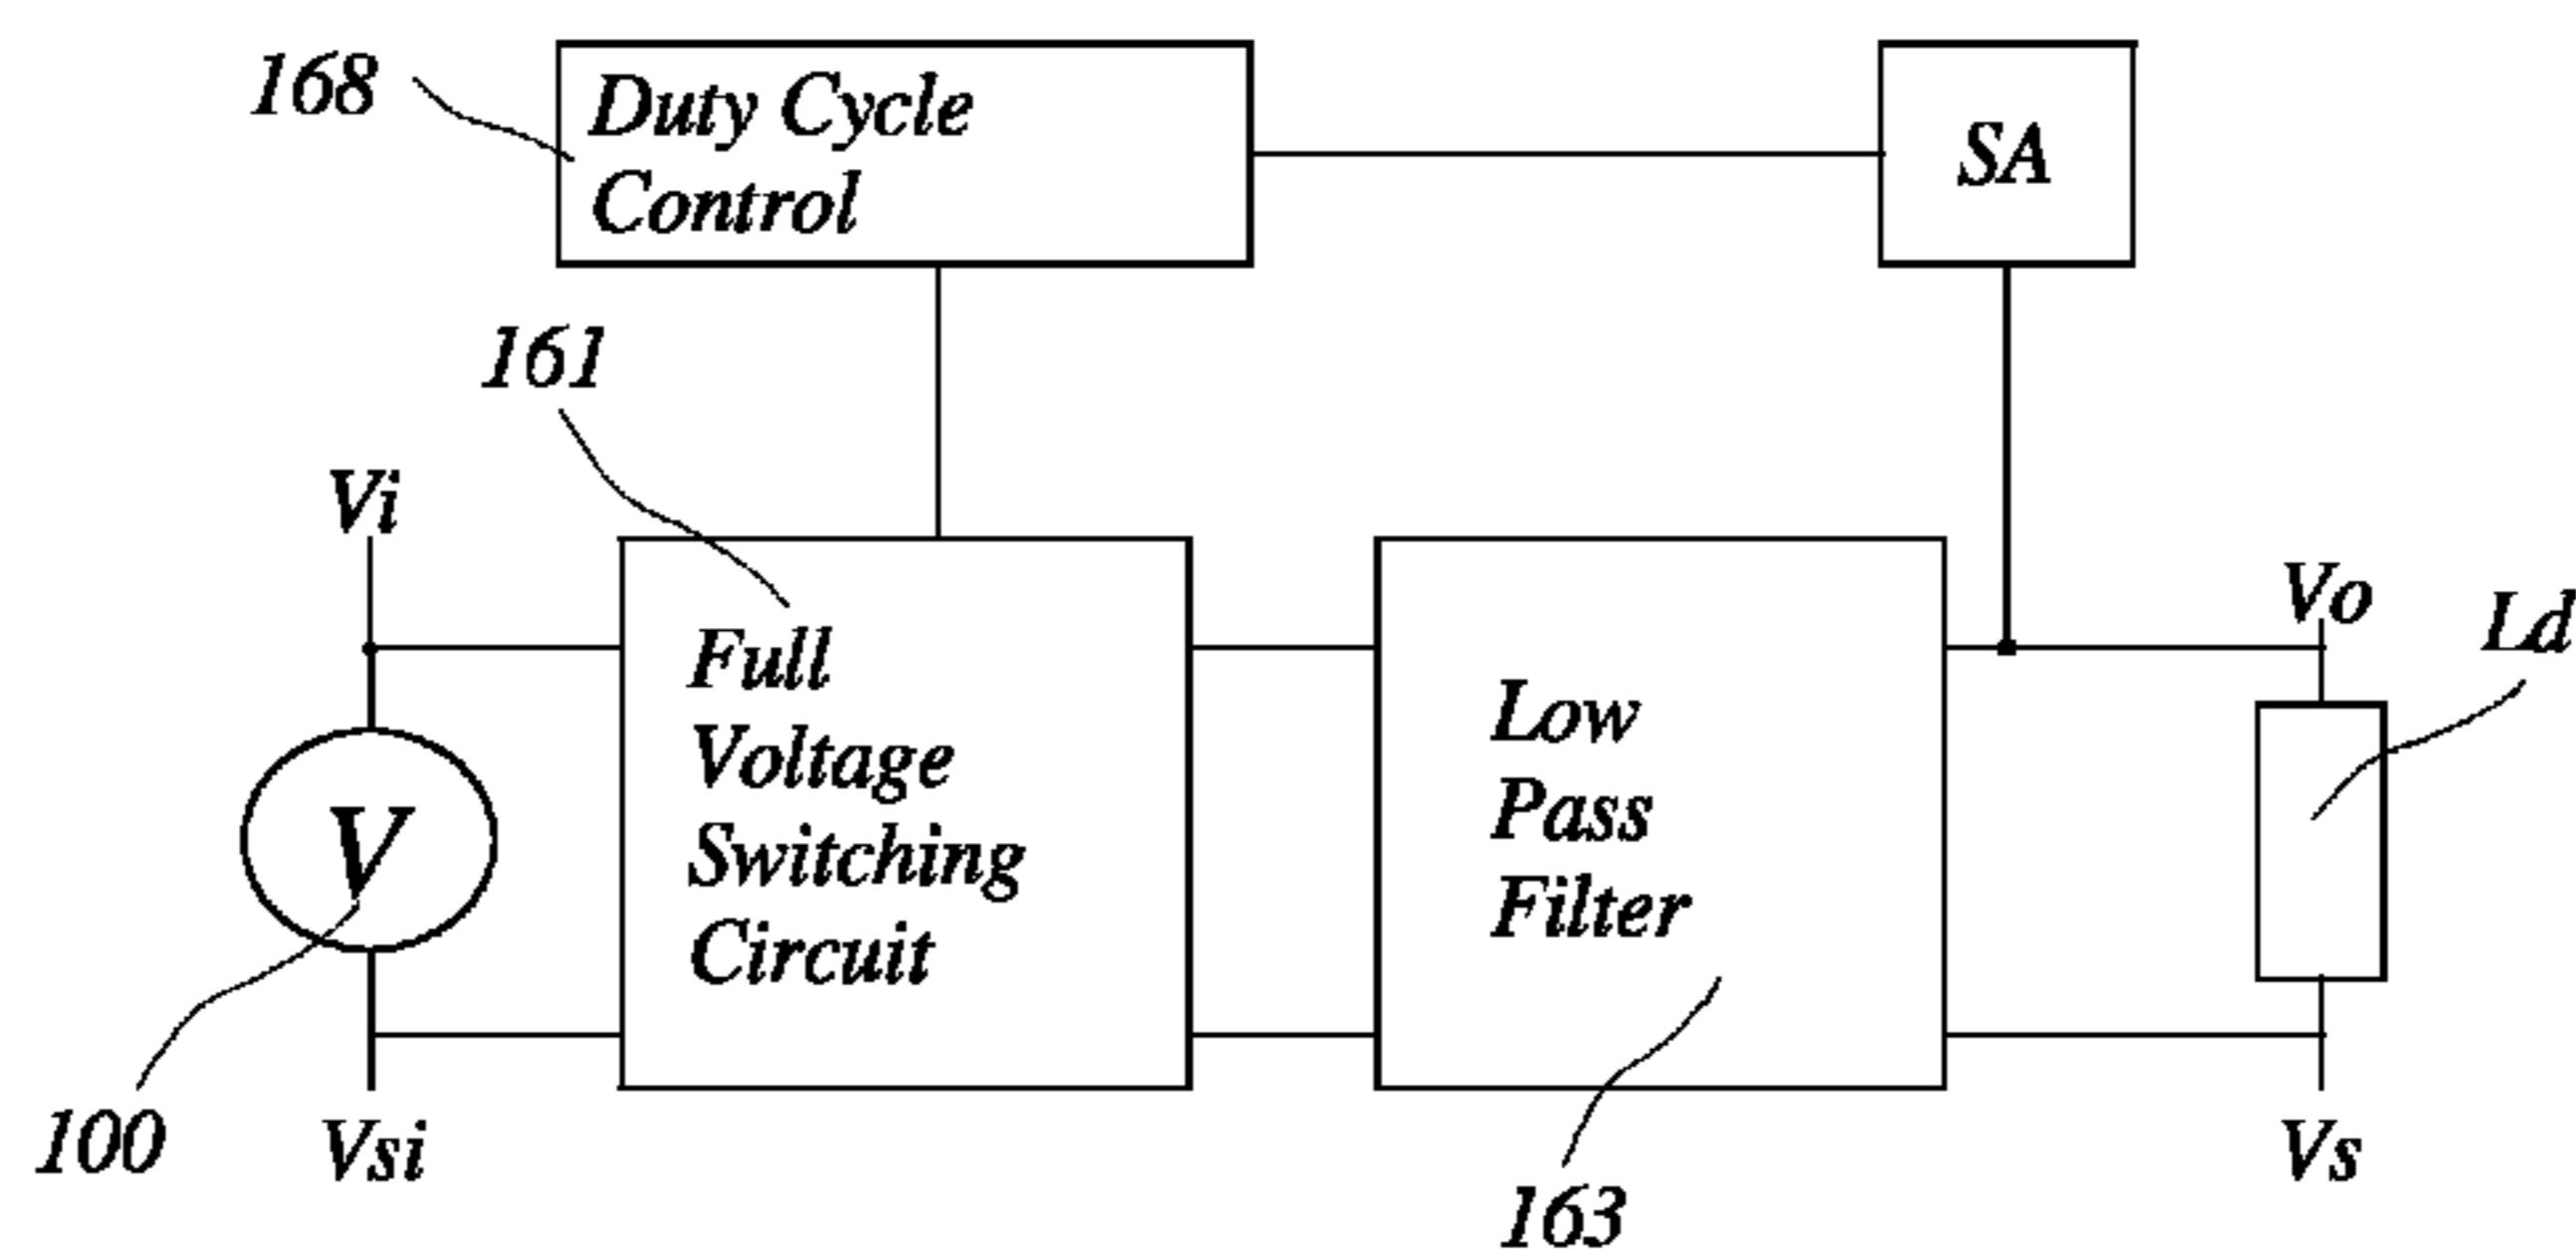 168
Duty Cycle
Control
SA
161
Vi
Vo
Ld
Full
Voltage
Switching
Circuit
Low
Pass
Filter
V
100
Vsi
Vs
163